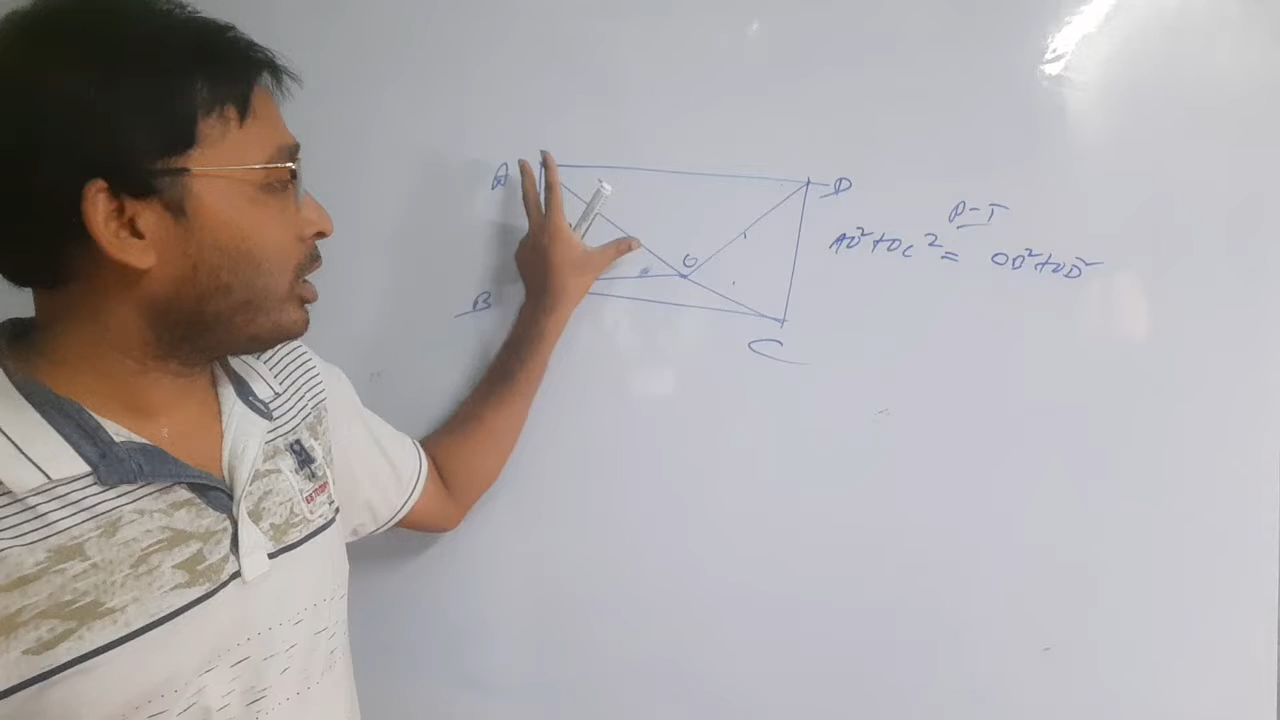 A
D
P-T
AO²+OC² = OB²+OD²
O
B
C